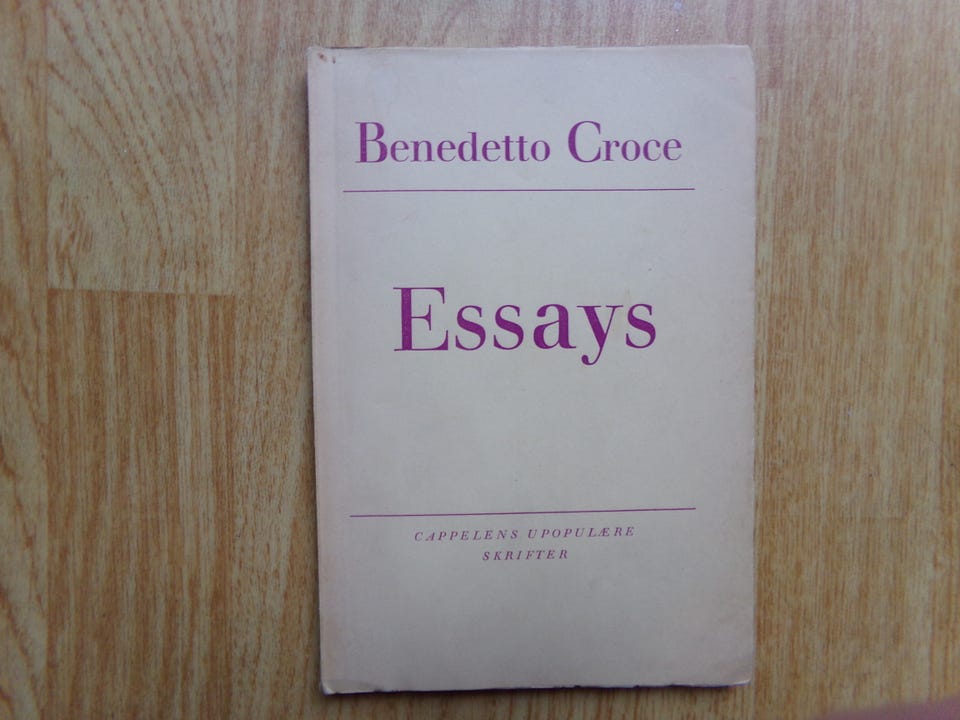 Benedetto Croce
Essays
CAPPELENS UPOPULÆRE
SKRIFTER